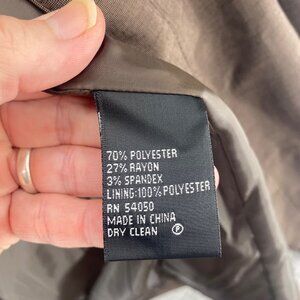 70% POLYESTER
27% RAYON
3% SPANDEX
LINING:100% POLYESTER
RN 54050
MADE IN CHINA
DRY CLEAN Ⓟ